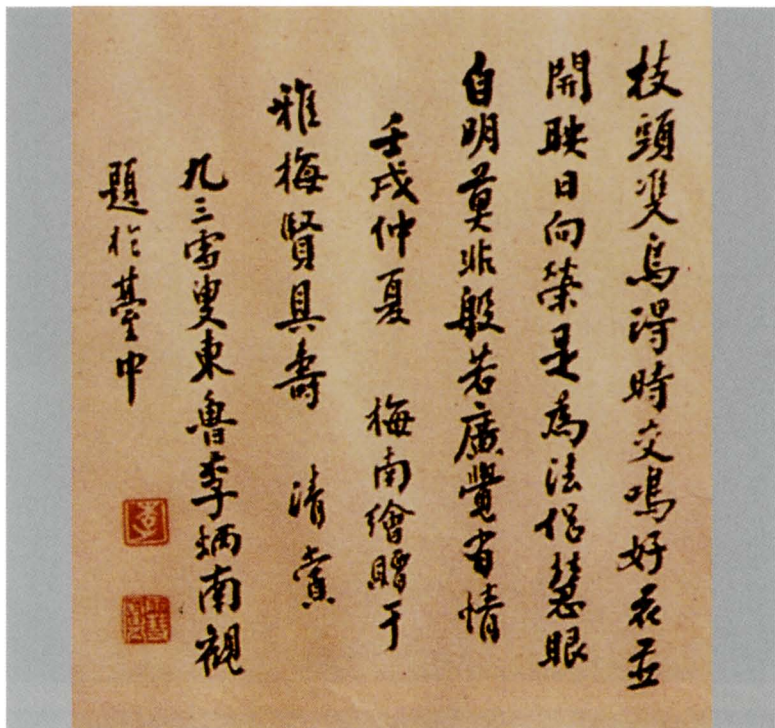 枝頭雙鳥得時交鳴好花並
開映日向榮是為法侶慧眼
自明莫非般若廣覺有情
壬戌仲夏 梅南繪贈于
雅梅賢具壽 清賞
九三雪叟東魯李炳南觀
題於臺中